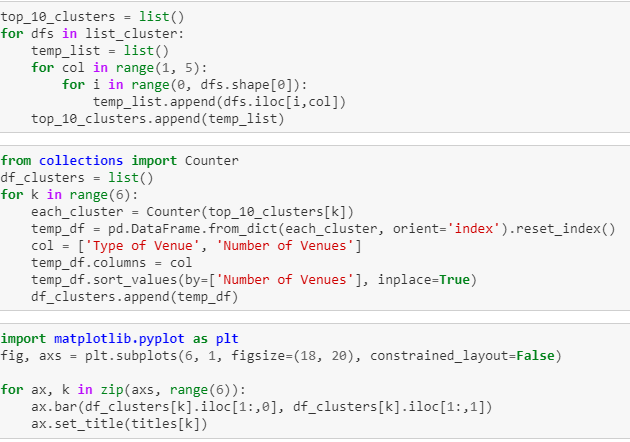 top_10_clusters = list()
for dfs in list_cluster:
    temp_list = list()
    for col in range(1, 5):
        for i in range(0, dfs.shape[0]):
            temp_list.append(dfs.iloc[i,col])
    top_10_clusters.append(temp_list)
from collections import Counter
df_clusters = list()
for k in range(6):
    each_cluster = Counter(top_10_clusters[k])
    temp_df = pd.DataFrame.from_dict(each_cluster, orient='index').reset_index()
    col = ['Type of Venue', 'Number of Venues']
    temp_df.columns = col
    temp_df.sort_values(by=['Number of Venues'], inplace=True)
    df_clusters.append(temp_df)
import matplotlib.pyplot as plt
fig, axs = plt.subplots(6, 1, figsize=(18, 20), constrained_layout=False)
for ax, k in zip(axs, range(6)):
    ax.bar(df_clusters[k].iloc[1:,0], df_clusters[k].iloc[1:,1])
    ax.set_title(titles[k])